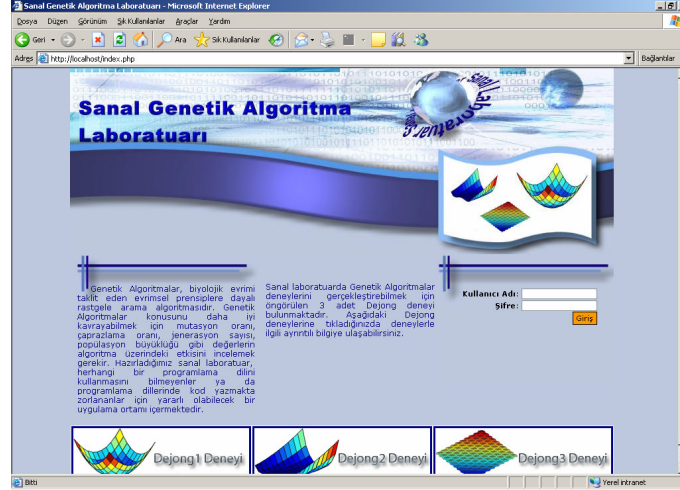 Sanal Genetik Algoritma Laboratuarı - Microsoft Internet Explorer
Dosya Düzen Görünüm Sık Kullanılanlar Araçlar Yardım
Geri Ara Sık Kullanılanlar
Adres http://localhost/index.php Bağlantılar
Sanal Genetik Algoritma
Laboratuarı
Sanal Laboratuar
Genetik Algoritmalar, biyolojik evrimi
taklit eden evrimsel prensiplere dayalı
rastgele arama algoritmasıdır. Genetik
Algoritmalar konusunu daha iyi
kavrayabilmek için mutasyon oranı,
çaprazlama oranı, jenerasyon sayısı,
popülasyon büyüklüğü gibi değerlerin
algoritma üzerindeki etkisini incelemek
gerekir. Hazırladığımız sanal laboratuar,
herhangi bir programlama dilini
kullanmasını bilmeyenler ya da
programlama dillerinde kod yazmakta
zorlananlar için yararlı olabilecek bir
uygulama ortamı içermektedir.
Sanal laboratuarda Genetik Algoritmalar
deneylerini gerçekleştirebilmek için
öngörülen 3 adet Dejong deneyi
bulunmaktadır. Aşağıdaki Dejong
deneylerine tıkladığınızda deneylerle
ilgili ayrıntılı bilgiye ulaşabilirsiniz.
Kullanıcı Adı:
Şifre:
Giriş
Dejong1 Deneyi Dejong2 Deneyi Dejong3 Deneyi
Bitti Yerel intranet